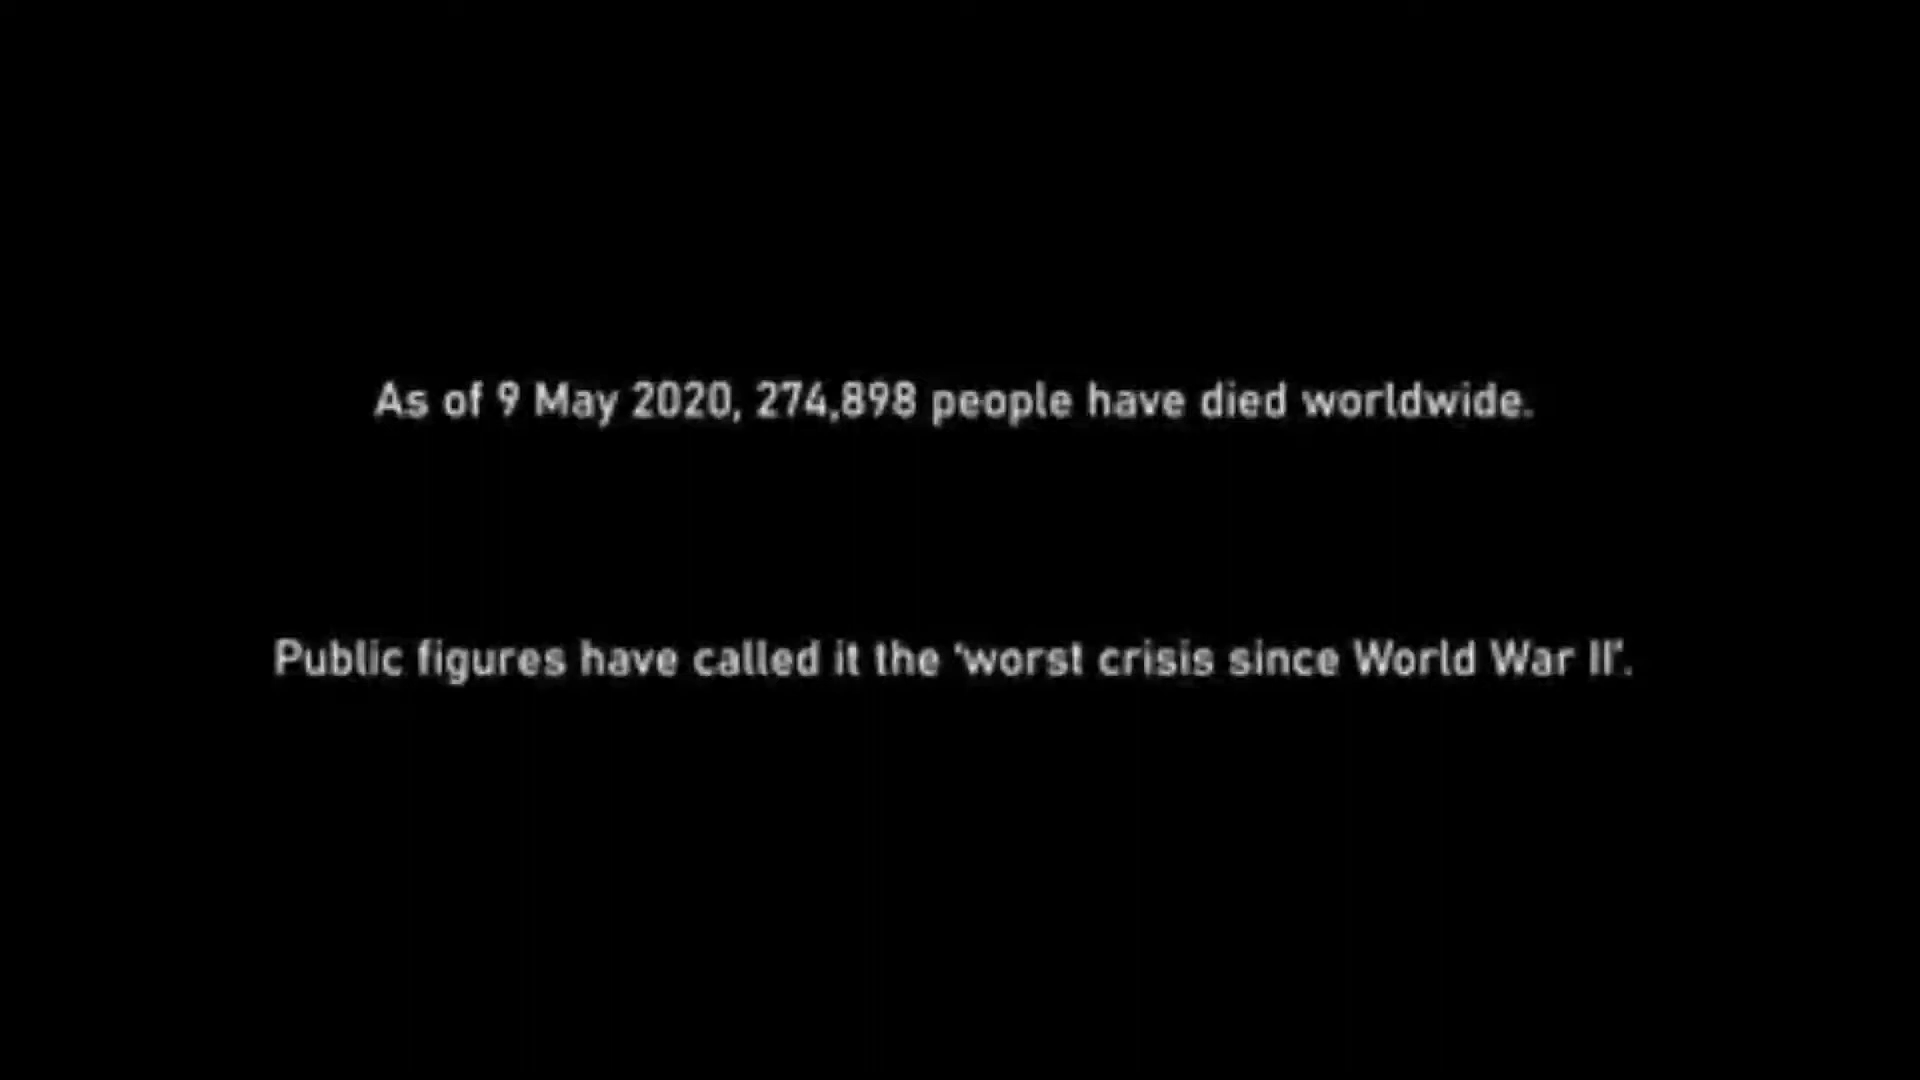 As of 9 May 2020, 274,898 people have died worldwide.
Public figures have called it the ‘worst crisis since World War II’.